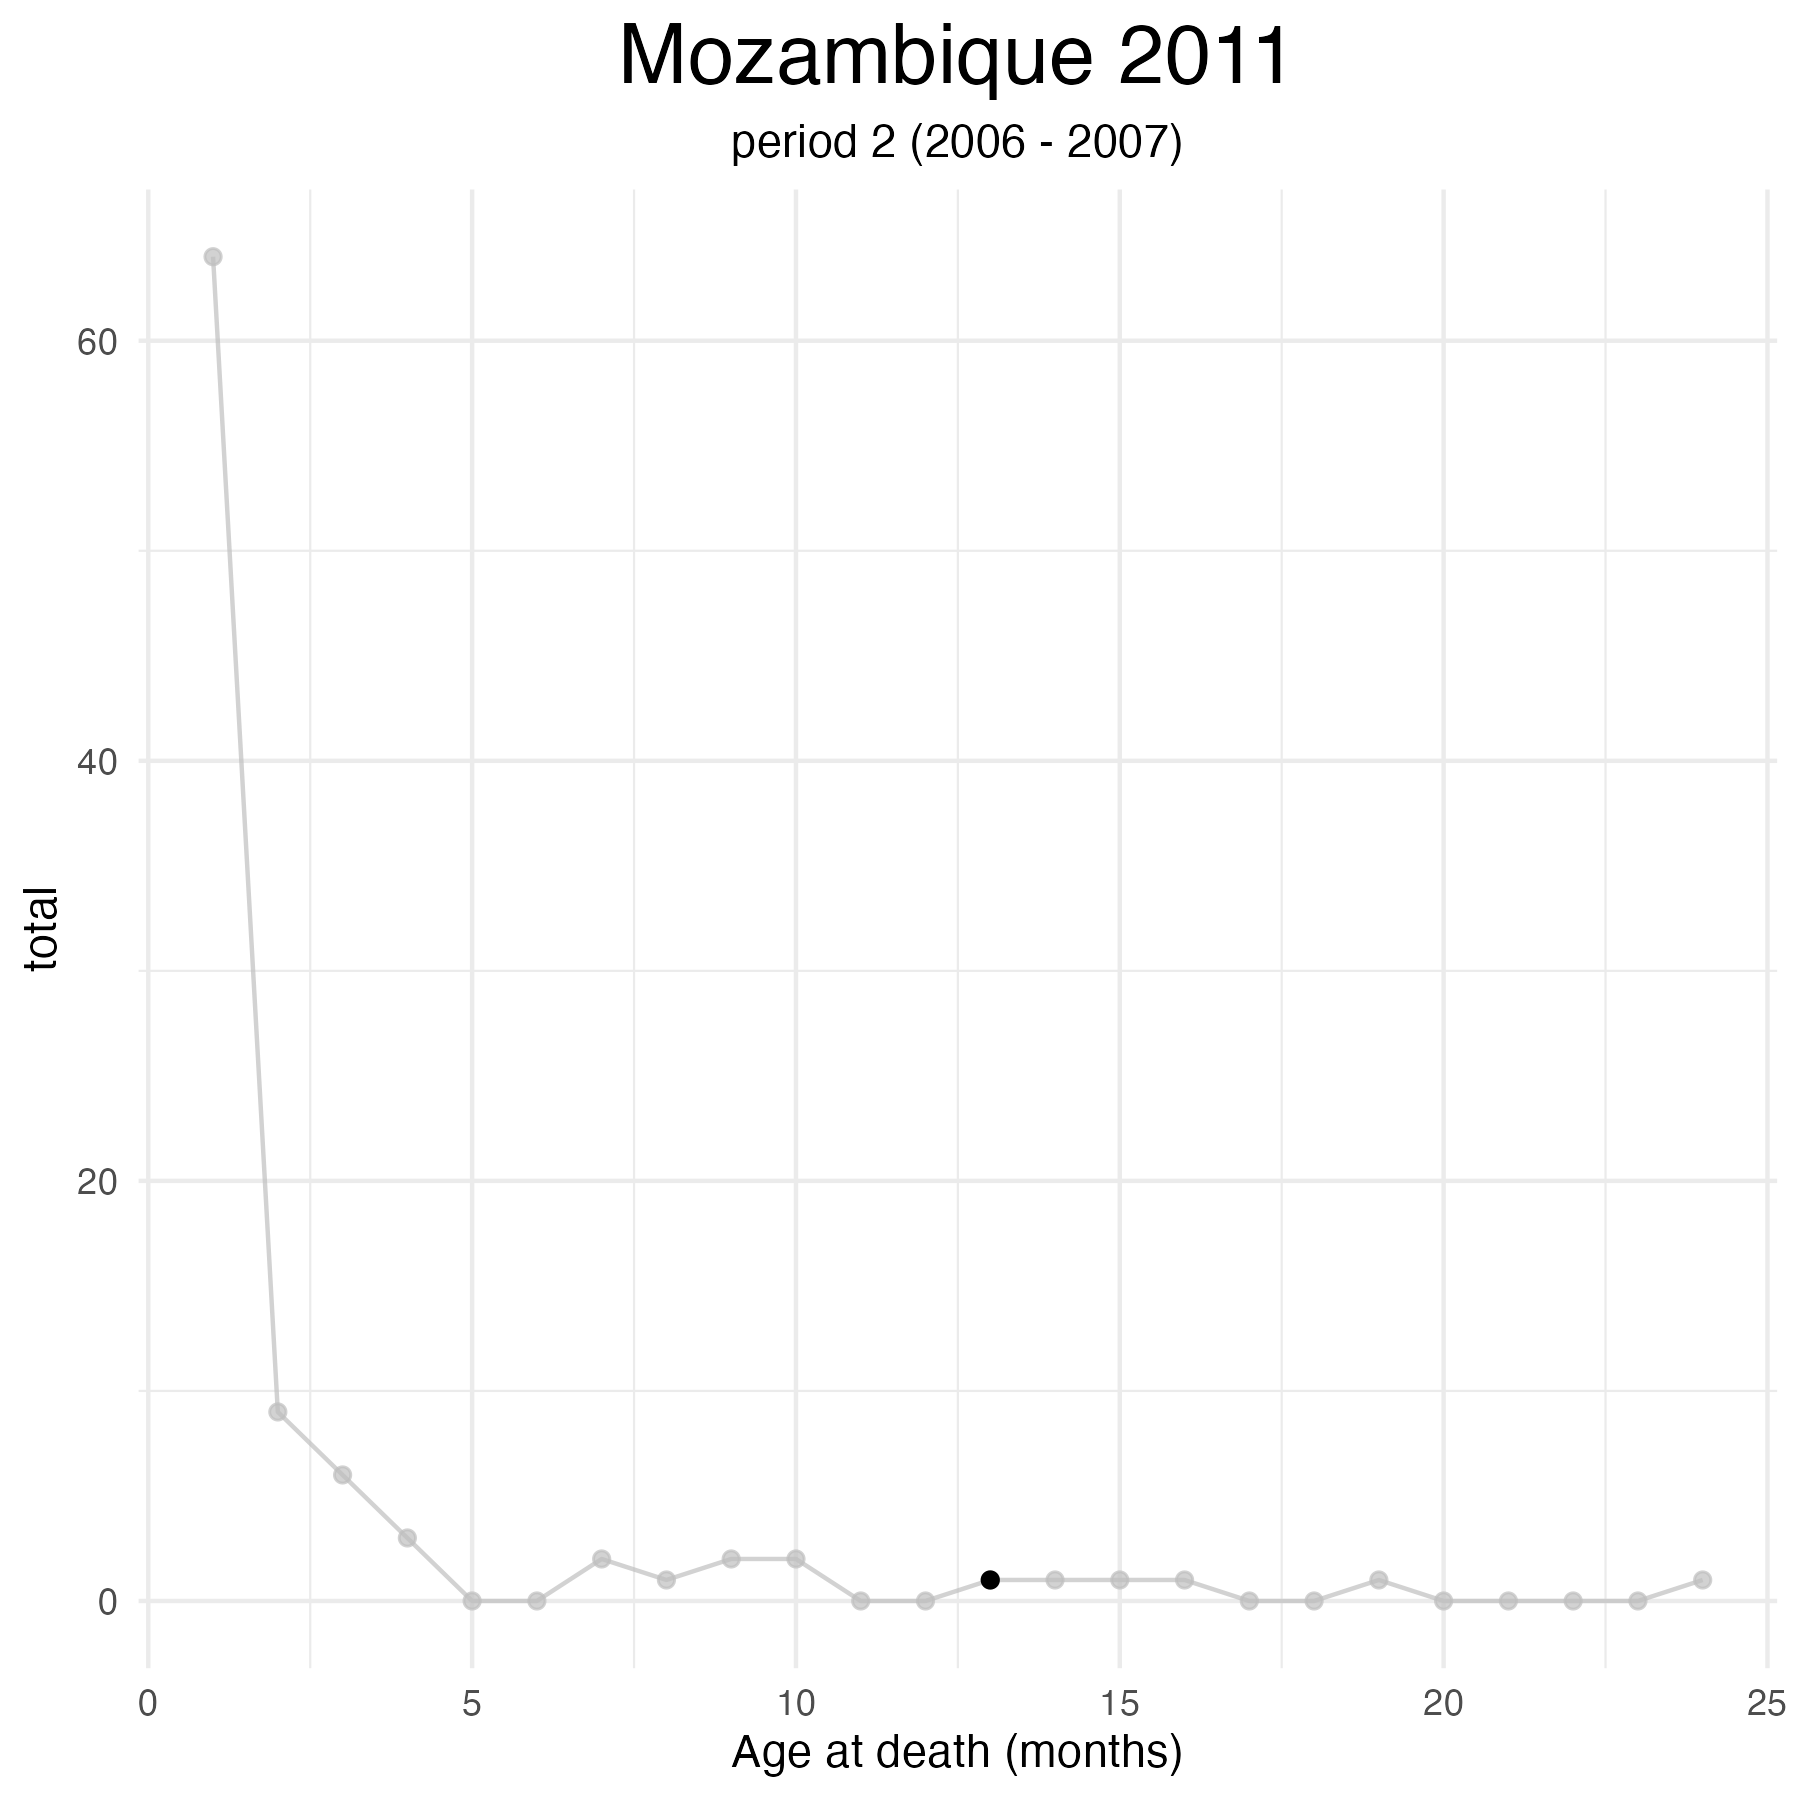 Mozambique 2011
period 2 (2006 - 2007)
60
40
20
0
total
0 5 10 15 20 25
Age at death (months)